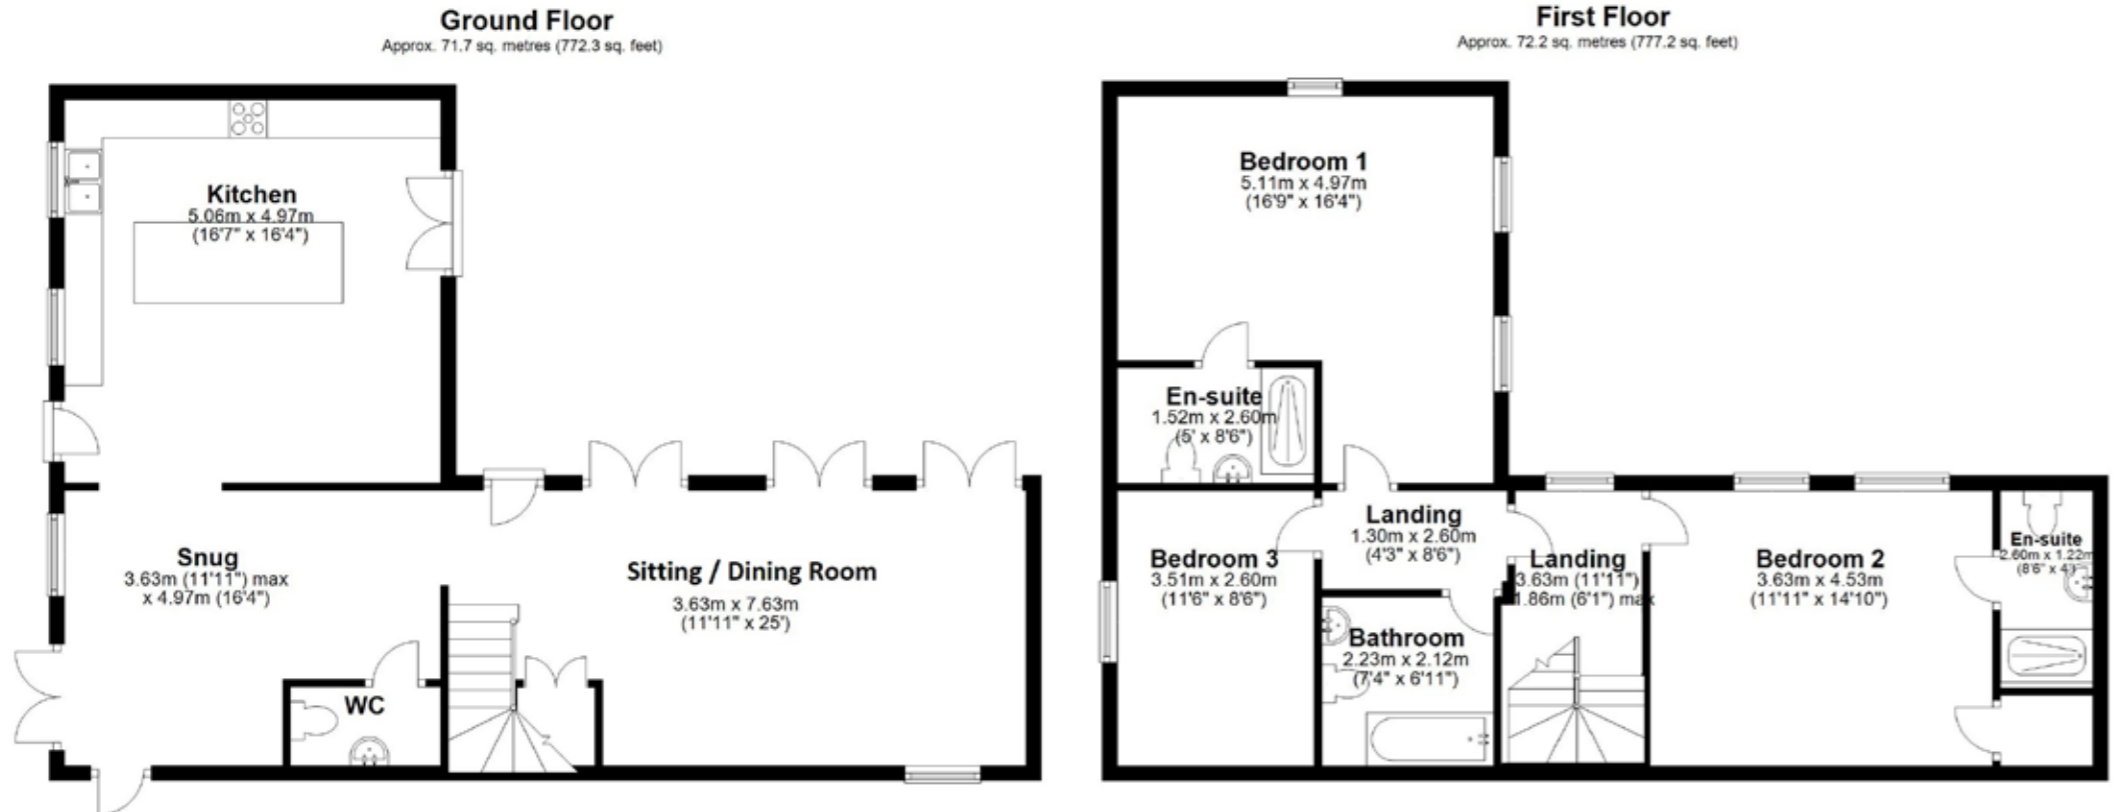 Ground Floor
Approx. 71.7 sq. metres (772.3 sq. feet)
Kitchen
5.06m x 4.97m
(16'7" x 16'4")
Snug
3.63m (11'11") max
x 4.97m (16'4")
WC
Sitting / Dining Room
3.63m x 7.63m
(11'11" x 25')
First Floor
Approx. 72.2 sq. metres (777.2 sq. feet)
Bedroom 1
5.11m x 4.97m
(16'9" x 16'4")
En-suite
1.52m x 2.60m
(5' x 8'6")
Landing
1.30m x 2.60m
(4'3" x 8'6")
Bedroom 3
3.51m x 2.60m
(11'6" x 8'6")
Bathroom
2.23m x 2.12m
(7'4" x 6'11")
Landing
3.63m (11'11")
1.86m (6'1") max
Bedroom 2
3.63m x 4.53m
(11'11" x 14'10")
En-suite
2.60m x 1.22m
(8'6" x 4')